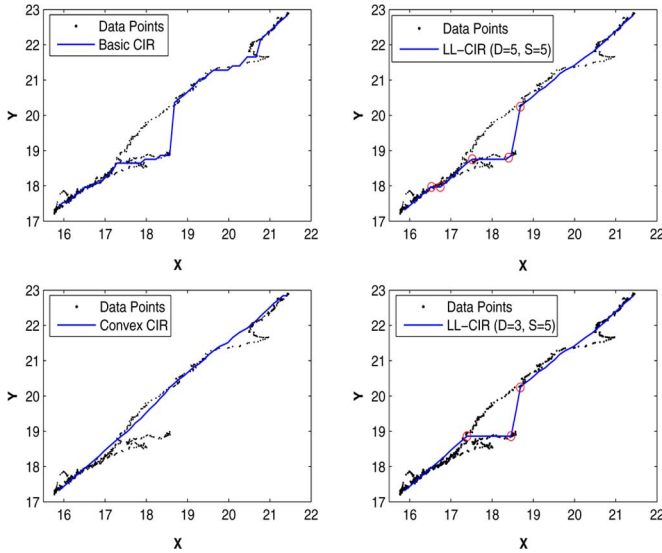 23
22
21
20
19
18
17
Y
Data Points
Basic CIR
16 17 18 19 20 21 22
X
23
22
21
20
19
18
17
Y
Data Points
LL−CIR (D=5, S=5)
16 17 18 19 20 21 22
X
23
22
21
20
19
18
17
Y
Data Points
Convex CIR
16 17 18 19 20 21 22
X
23
22
21
20
19
18
17
Y
Data Points
LL−CIR (D=3, S=5)
16 17 18 19 20 21 22
X